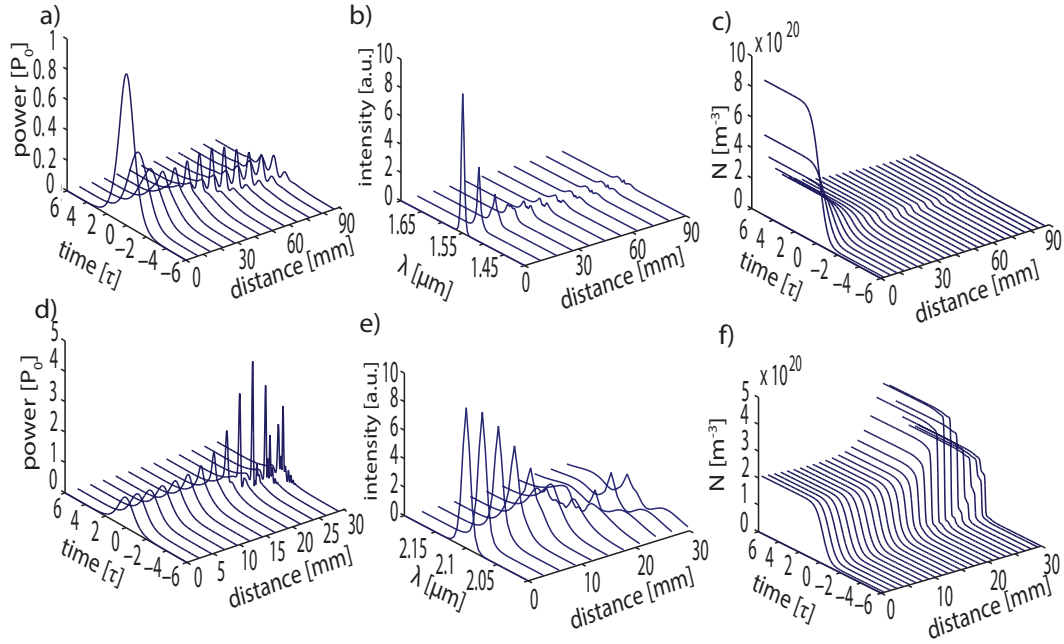 a)
power [P0]
1
0.8
0.6
0.4
0.2
0
6 4 2 0 −2 −4 −6
time [τ]
0 30 60 90
distance [mm]
b)
intensity [a.u.]
10
8
6
4
2
0
1.65 1.55 1.45
λ [μm]
0 30 60 90
distance [mm]
c)
x 10^20
N [m^-3]
10
8
6
4
2
0
6 4 2 0 −2 −4 −6
time [τ]
0 30 60 90
distance [mm]
d)
power [P0]
5
4
3
2
1
0
6 4 2 0 −2 −4 −6
time [τ]
0 5 10 15 20 25 30
distance [mm]
e)
intensity [a.u.]
10
8
6
4
2
0
2.15 2.1 2.05
λ [μm]
0 10 20 30
distance [mm]
f)
x 10^20
N [m^-3]
5
4
3
2
1
0
6 4 2 0 −2 −4 −6
time [τ]
0 10 20 30
distance [mm]